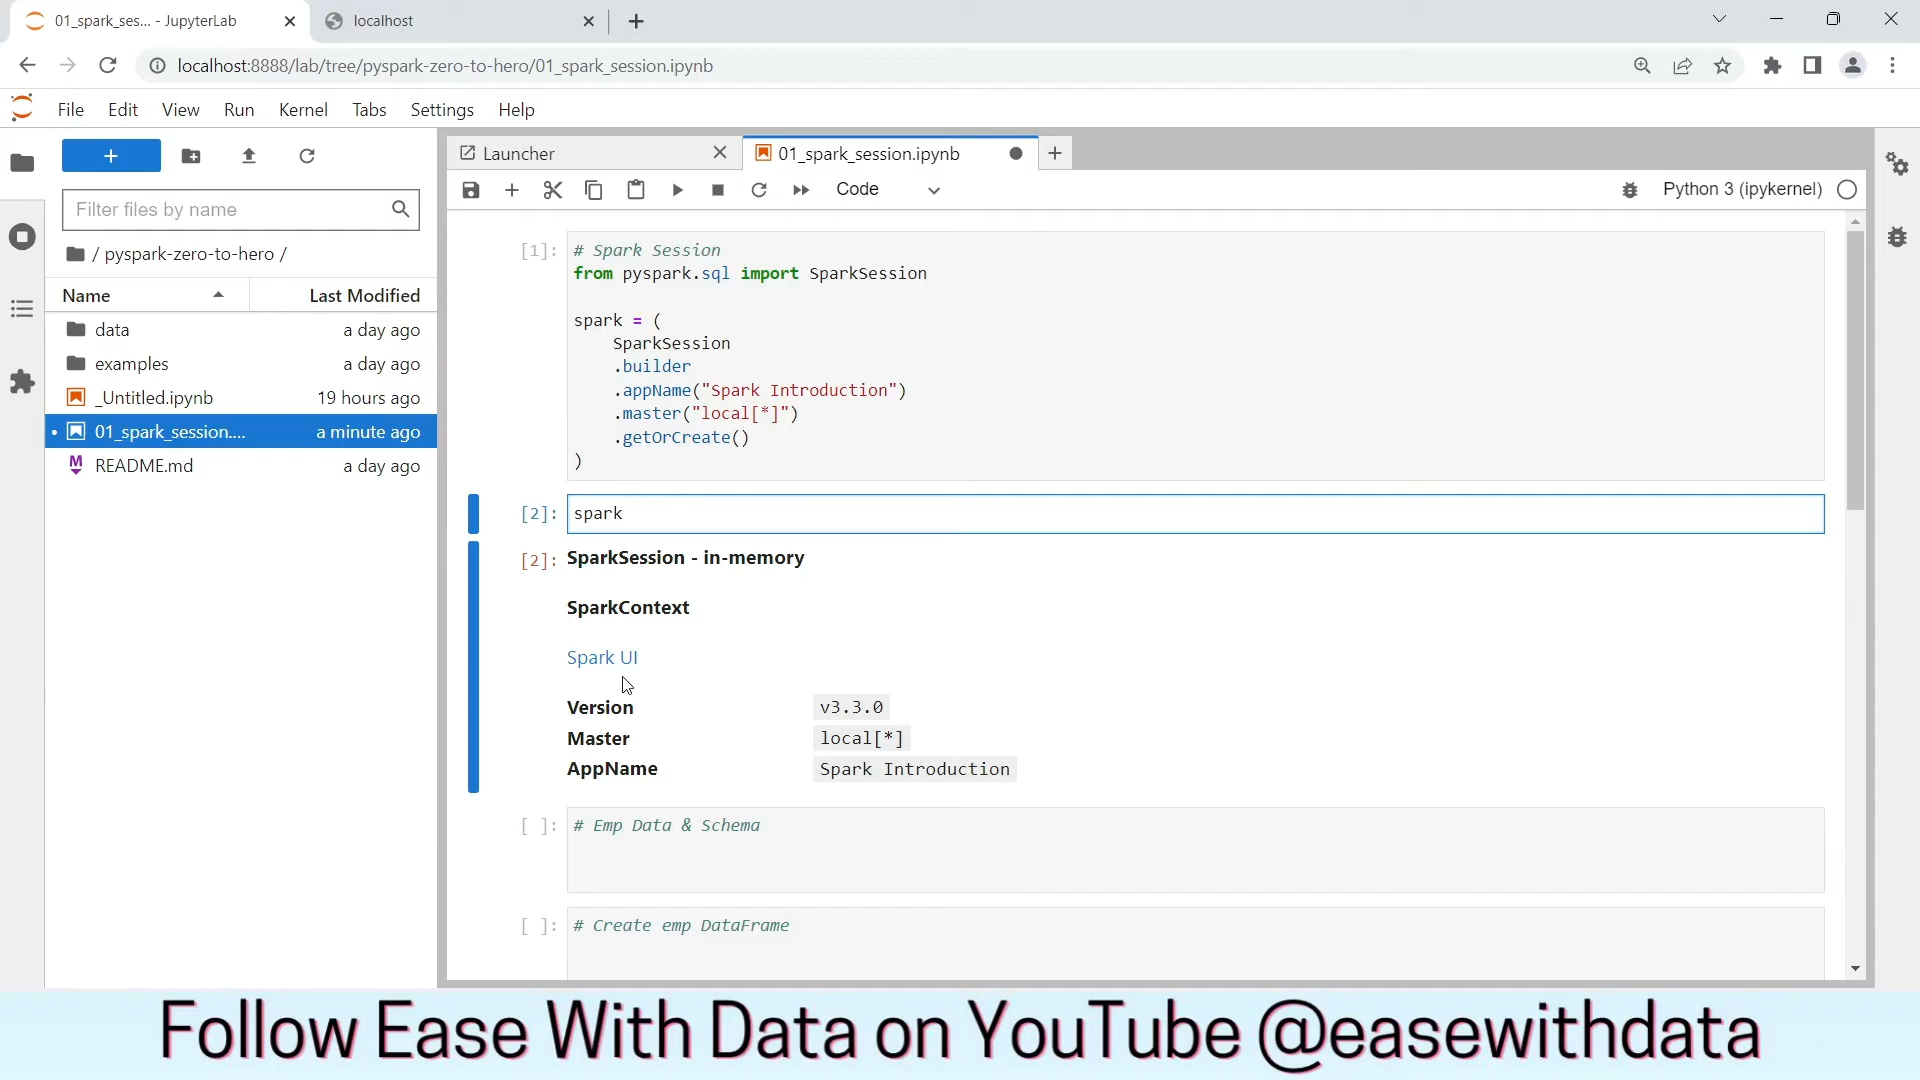 01_spark_ses... - JupyterLab
localhost
localhost:8888/lab/tree/pyspark-zero-to-hero/01_spark_session.ipynb
File Edit View Run Kernel Tabs Settings Help
Filter files by name
/ pyspark-zero-to-hero /
Name Last Modified
data a day ago
examples a day ago
_Untitled.ipynb 19 hours ago
01_spark_session.... a minute ago
README.md a day ago
Launcher
01_spark_session.ipynb
Code
Python 3 (ipykernel)
[1]: # Spark Session
from pyspark.sql import SparkSession
spark = (
SparkSession
.builder
.appName("Spark Introduction")
.master("local[*]")
.getOrCreate()
)
[2]: spark
[2]: SparkSession - in-memory
SparkContext
Spark UI
Version v3.3.0
Master local[*]
AppName Spark Introduction
[ ]: # Emp Data & Schema
[ ]: # Create emp DataFrame
Follow Ease With Data on YouTube @easewithdata